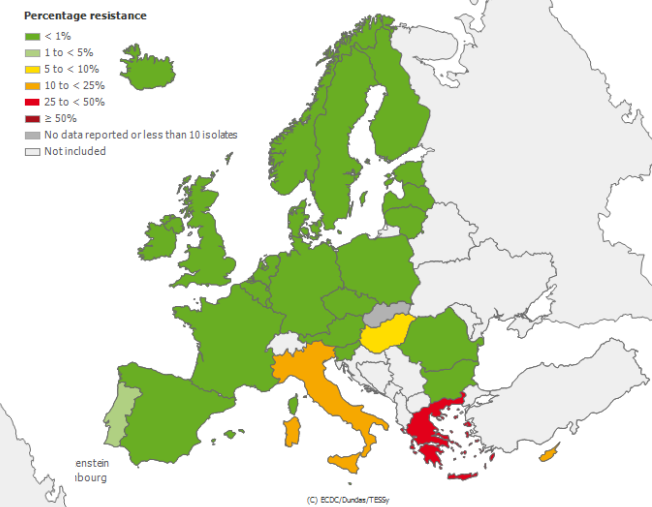 Percentage resistance
< 1%
1 to < 5%
5 to < 10%
10 to < 25%
25 to < 50%
≥ 50%
No data reported or less than 10 isolates
Not included
enstein
bourg
(C) ECDC/Dundas/TESSy